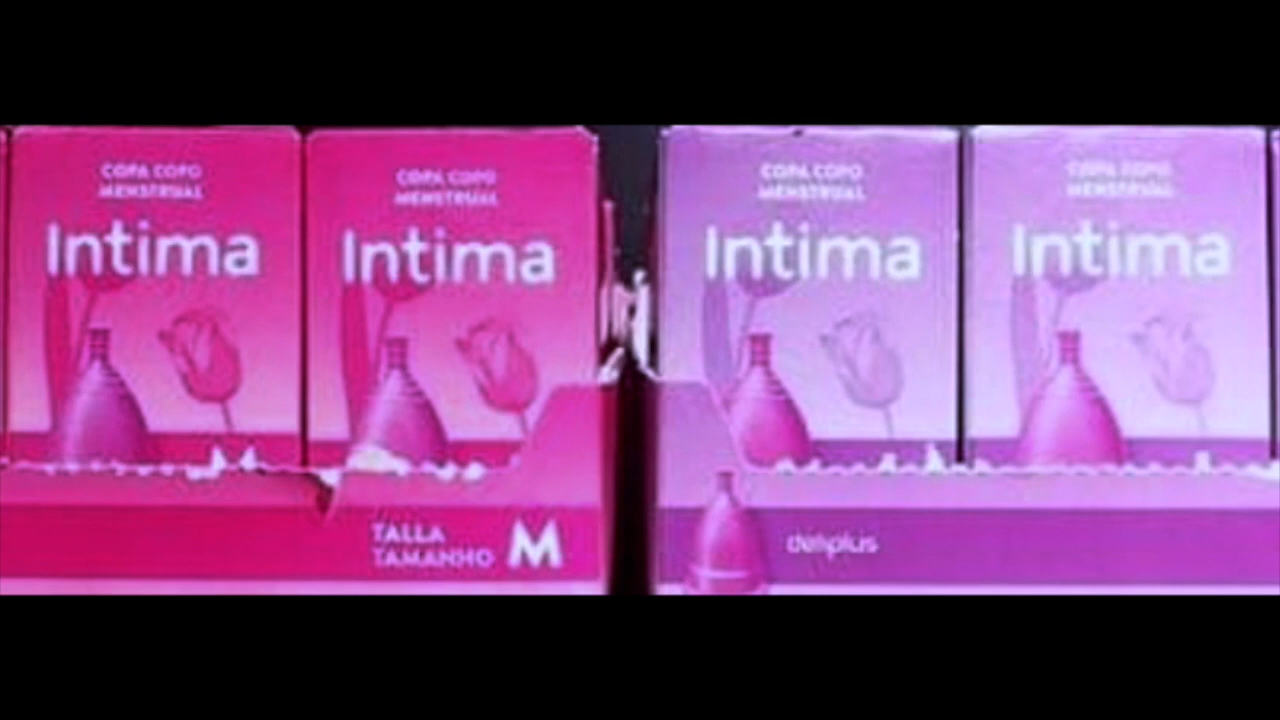 COPA COPO
MENSTRUAL
Intima
COPA COPO
MENSTRUAL
Intima
COPA COPO
MENSTRUAL
Intima
COPA COPO
MENSTRUAL
Intima
TALLA
TAMANHO
M
deliplus